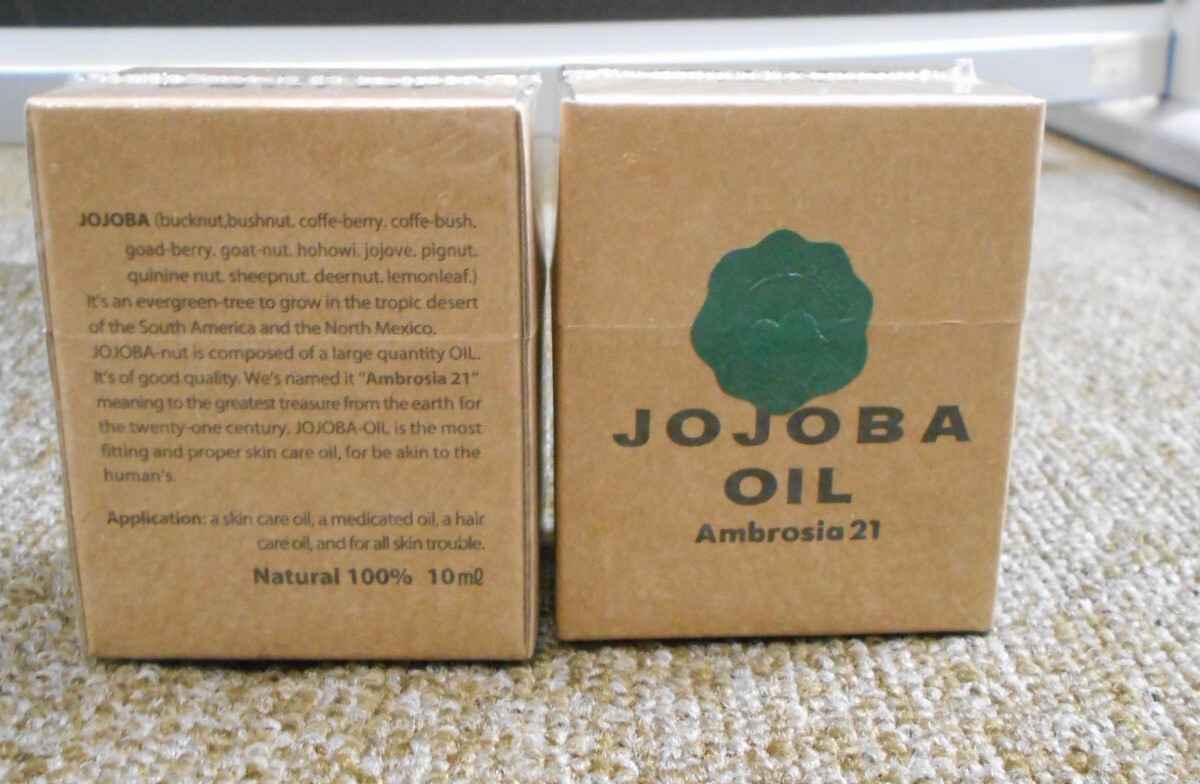 JOJOBA (bucknut,bushnut. coffe-berry. coffe-bush.
goad-berry. goat-nut. hohowi. jojove. pignut.
quinine nut. sheepnut. deernut. lemonleaf.)
It's an evergreen-tree to grow in the tropic desert
of the South America and the North Mexico.
JOJOBA-nut is composed of a large quantity OIL.
It's of good quality. We's named it "Ambrosia 21"
meaning to the greatest treasure from the earth for
the twenty-one century. JOJOBA-OIL is the most
fitting and proper skin care oil, for be akin to the
human's.
Application: a skin care oil, a medicated oil, a hair
care oil, and for all skin trouble.
Natural 100% 10㎖
JOJOBA
OIL
Ambrosia 21